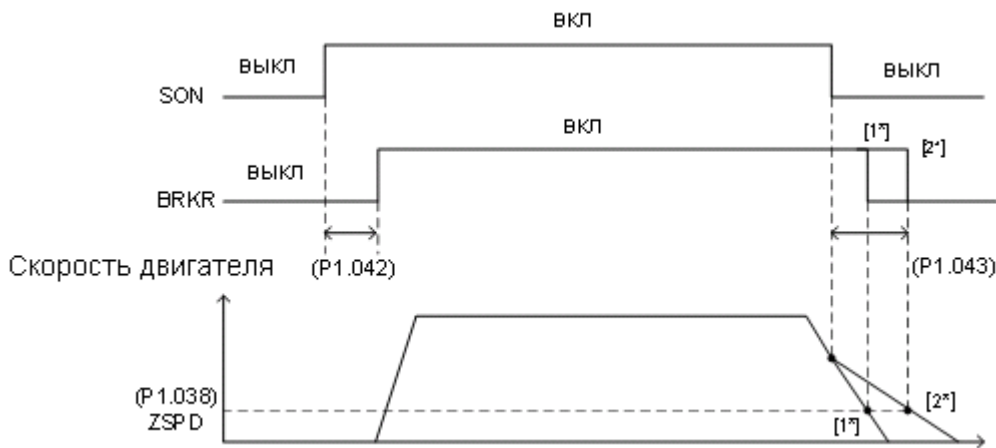 ВКЛ
ВЫКЛ
ВЫКЛ
SON
ВКЛ
[1*]
[2*]
ВЫКЛ
BRKR
Скорость двигателя
(P1.042)
(P1.043)
(P1.038)
ZSPD
[1*]
[2*]